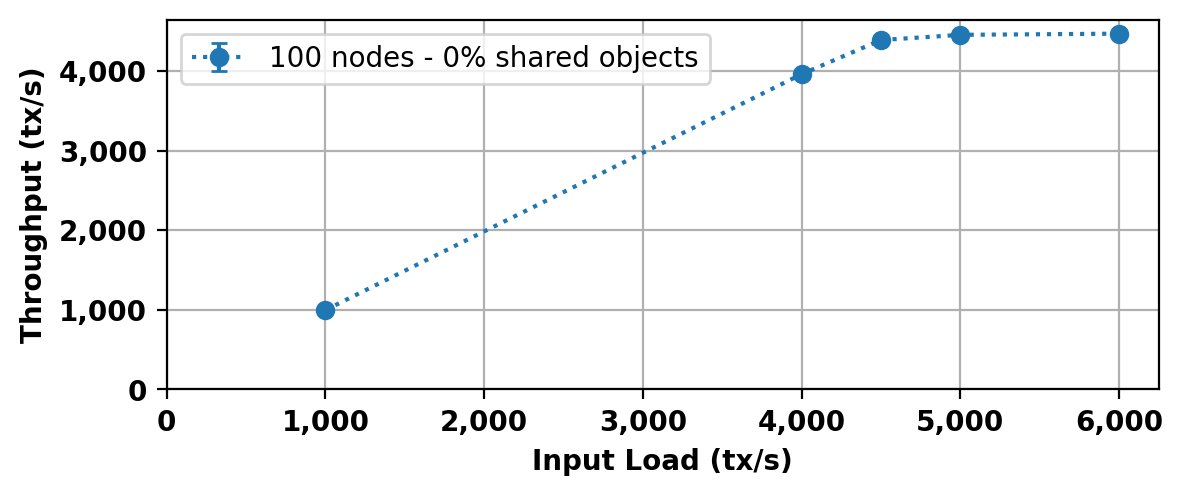 100 nodes - 0% shared objects
Throughput (tx/s)
4,000
3,000
2,000
1,000
0
0 1,000 2,000 3,000 4,000 5,000 6,000
Input Load (tx/s)